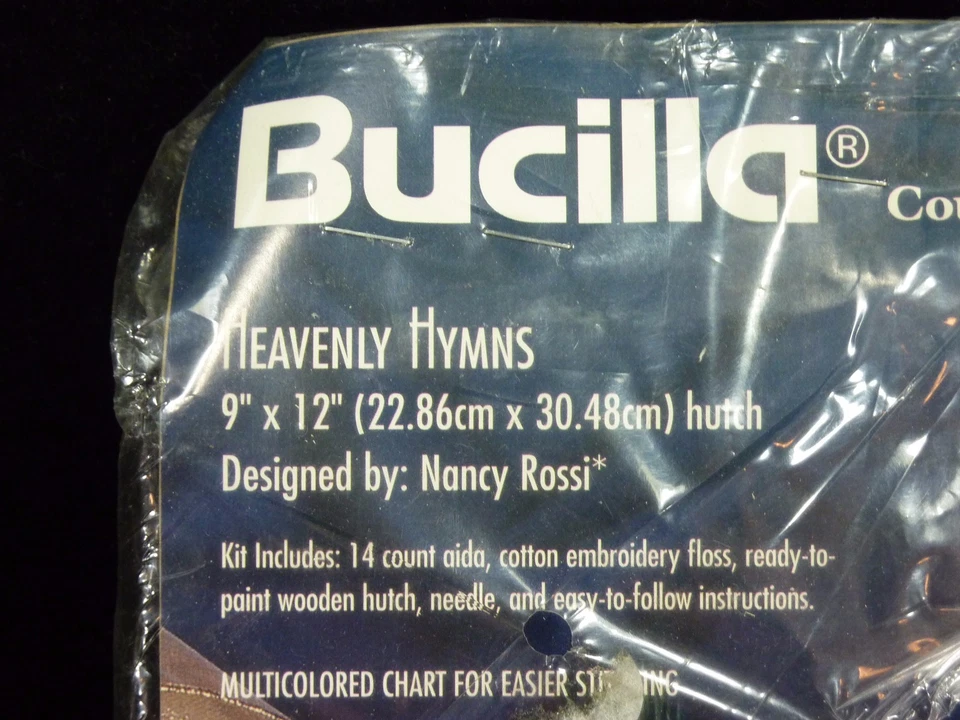 Bucilla®
Cou
HEAVENLY HYMNS
9" x 12" (22.86cm x 30.48cm) hutch
Designed by: Nancy Rossi*
Kit Includes: 14 count aida, cotton embroidery floss, ready-to-
paint wooden hutch, needle, and easy-to-follow instructions.
MULTICOLORED CHART FOR EASIER